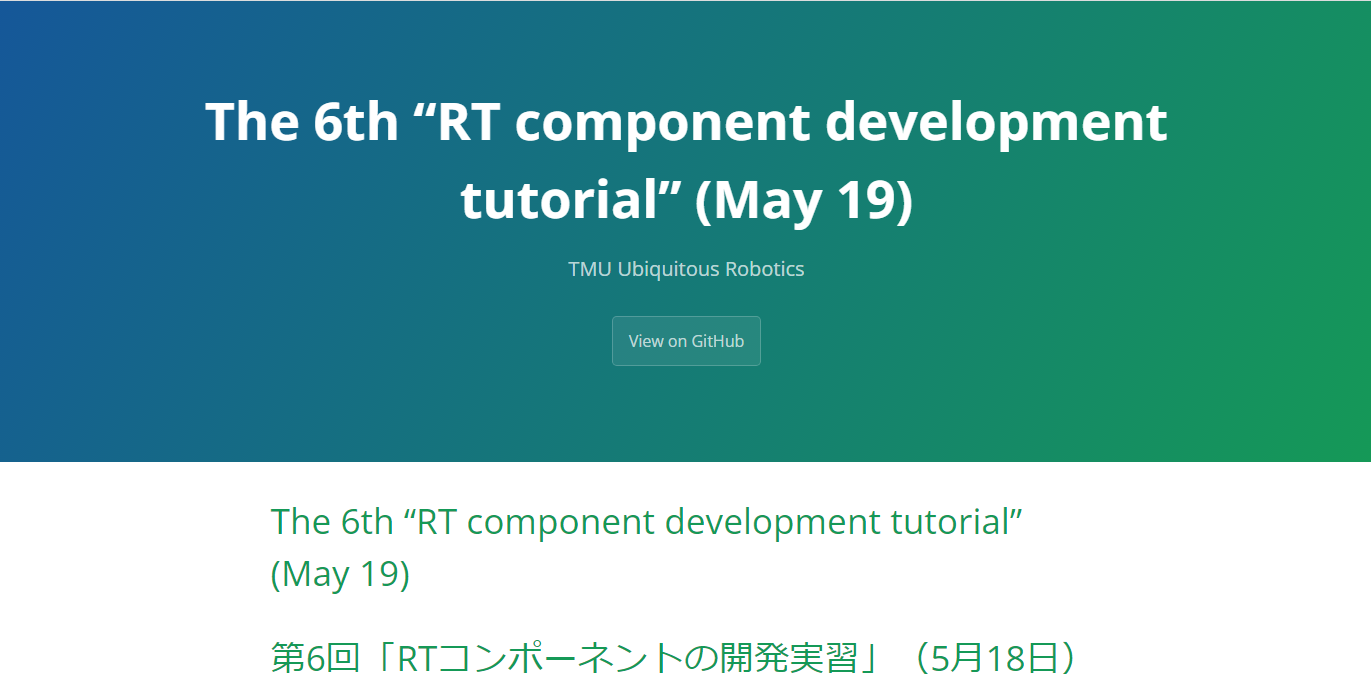 The 6th “RT component development
tutorial” (May 19)
TMU Ubiquitous Robotics
View on GitHub
The 6th “RT component development tutorial”
(May 19)
第6回「RTコンポーネントの開発実習」（5月18日）